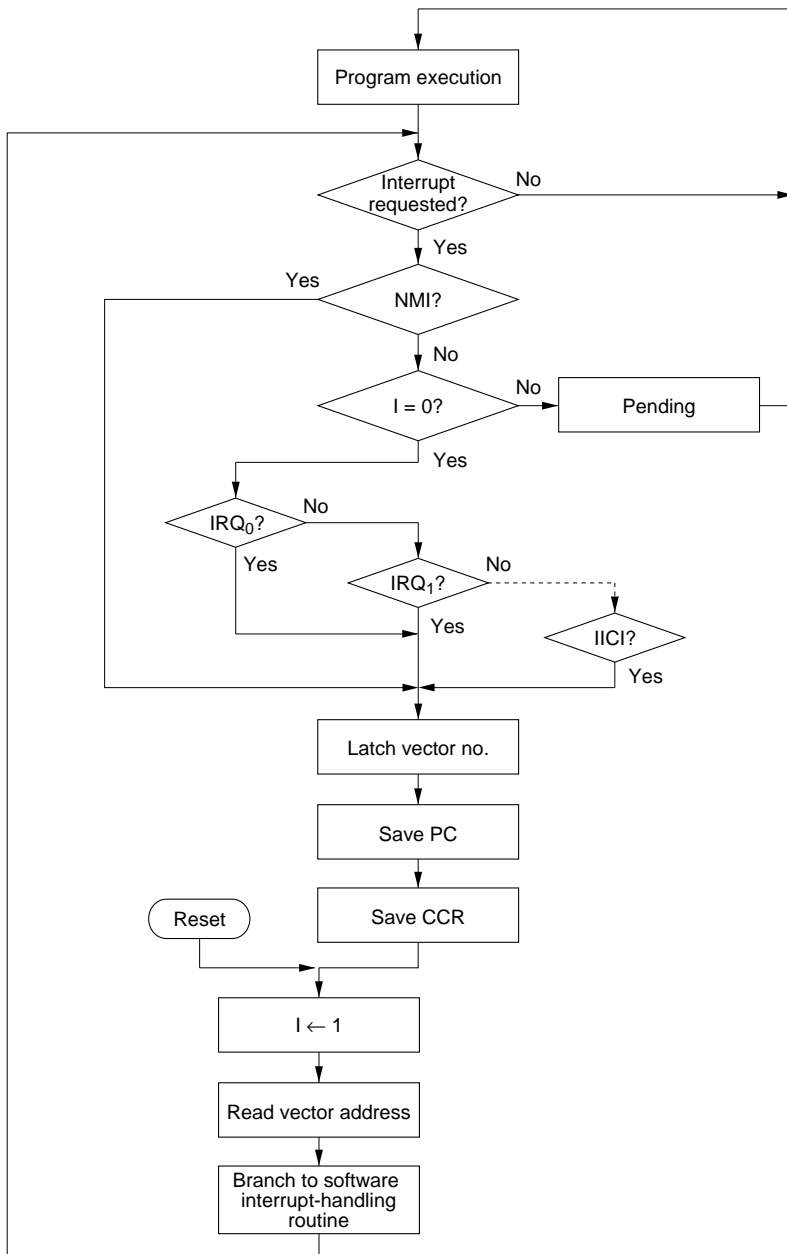 Program execution
Interrupt
requested?
No
Yes
Yes
NMI?
No
I = 0?
No
Pending
Yes
IRQ0?
No
Yes
IRQ1?
No
Yes
IICI?
Yes
Latch vector no.
Save PC
Save CCR
Reset
I ← 1
Read vector address
Branch to software
interrupt-handling
routine